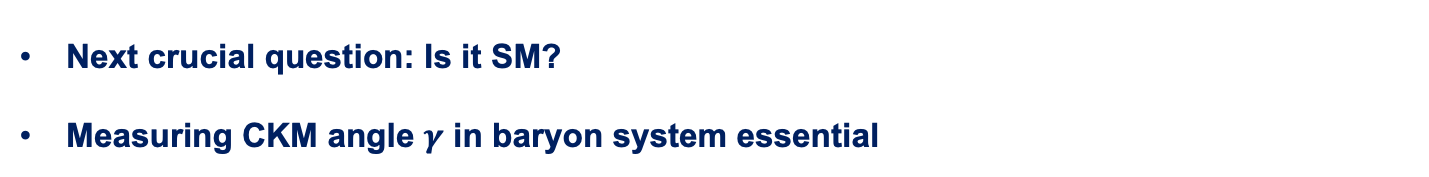 • Next crucial question: Is it SM?
• Measuring CKM angle γ in baryon system essential